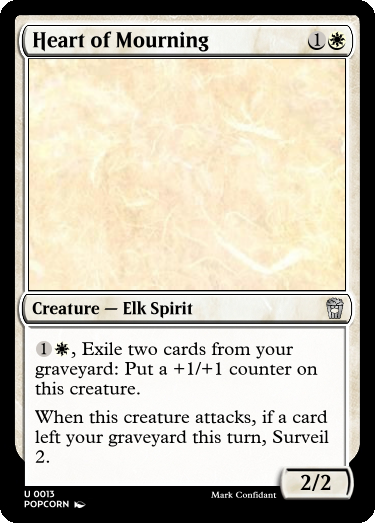 Heart of Mourning 1
Creature — Elk Spirit
1 , Exile two cards from your
graveyard: Put a +1/+1 counter on
this creature.
When this creature attacks, if a card
left your graveyard this turn, Surveil
2.
2/2
U 0013
POPCORN
Mark Confidant